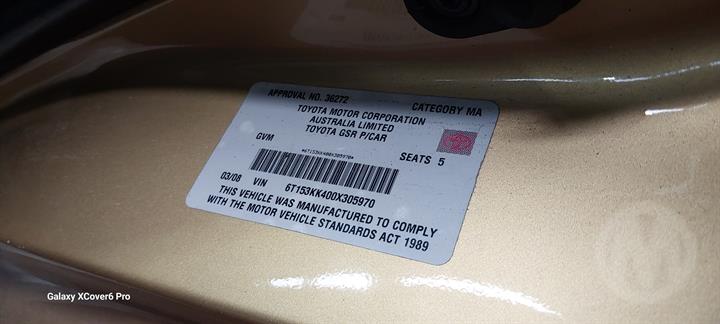 APPROVAL NO. 36272
CATEGORY MA
TOYOTA MOTOR CORPORATION
AUSTRALIA LIMITED
TOYOTA GSR P/CAR
GVM
SEATS 5
*6T153KK400X305970*
03/08 VIN 6T153KK400X305970
THIS VEHICLE WAS MANUFACTURED TO COMPLY
WITH THE MOTOR VEHICLE STANDARDS ACT 1989
Galaxy XCover6 Pro